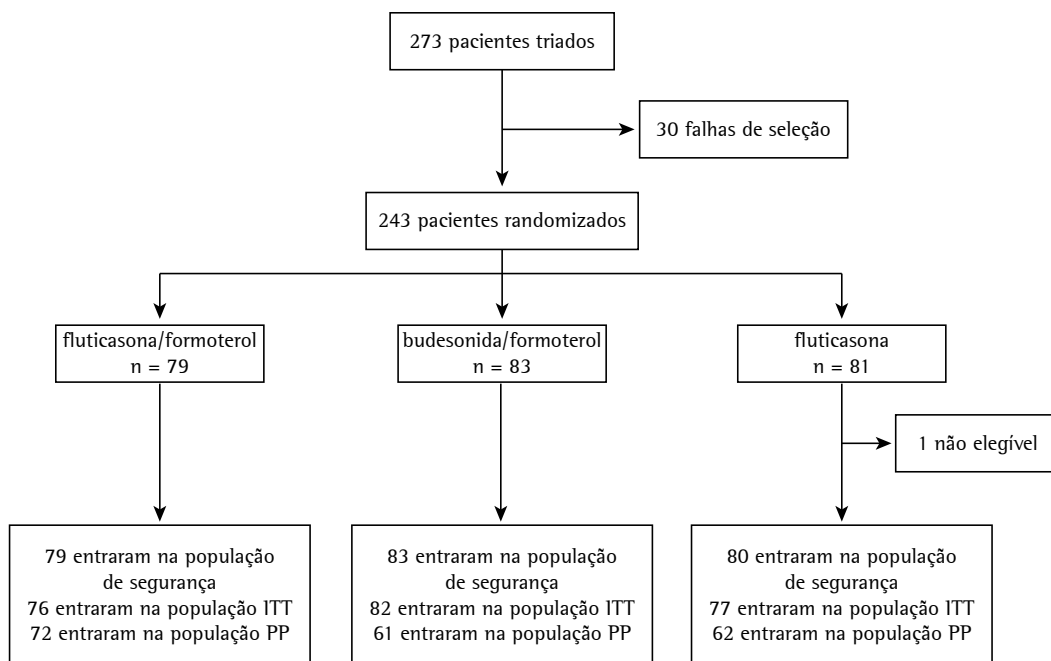 273 pacientes triados
30 falhas de seleção
243 pacientes randomizados
fluticasona/formoterol
n = 79
budesonida/formoterol
n = 83
fluticasona
n = 81
1 não elegível
79 entraram na população
de segurança
76 entraram na população ITT
72 entraram na população PP
83 entraram na população
de segurança
82 entraram na população ITT
61 entraram na população PP
80 entraram na população
de segurança
77 entraram na população ITT
62 entraram na população PP